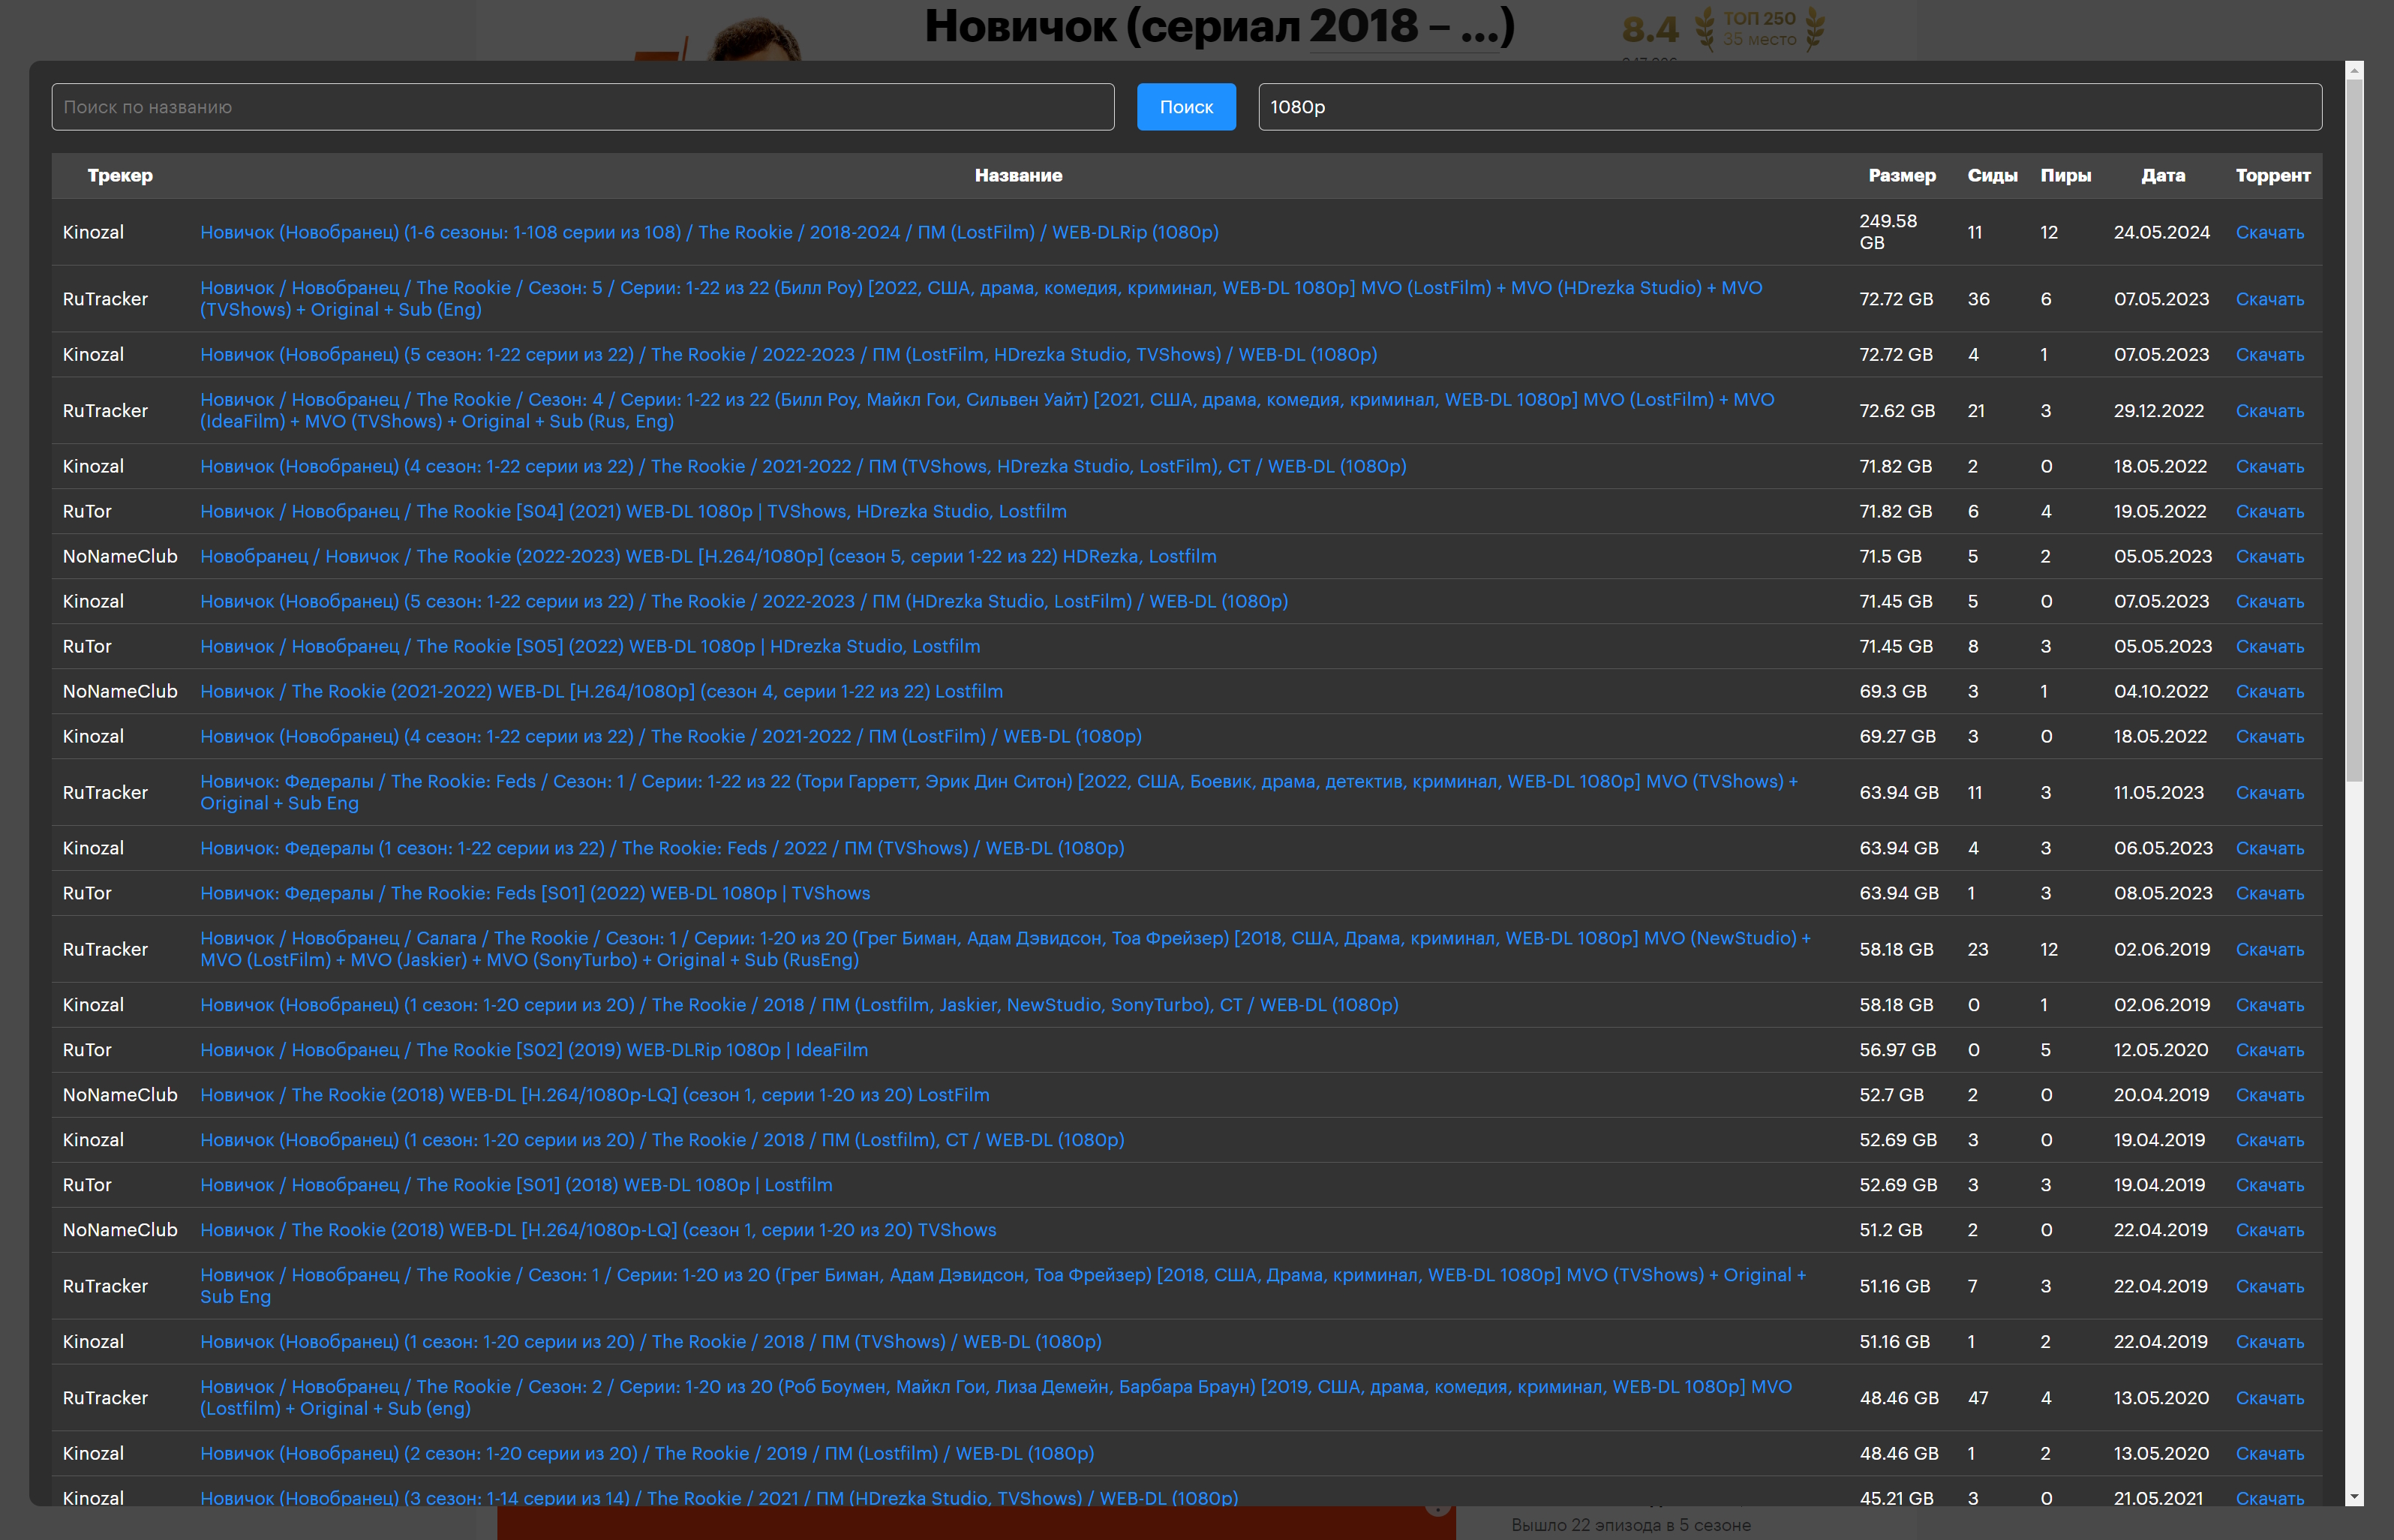 Новичок (сериал 2018 – ...)
8.4
ТОП 250
35 место
Поиск по названию
Поиск
1080p
Трекер Название Размер Сиды Пиры Дата Торрент
Kinozal Новичок (Новобранец) (1-6 сезоны: 1-108 серии из 108) / The Rookie / 2018-2024 / ПМ (LostFilm) / WEB-DLRip (1080p) 249.58 GB 11 12 24.05.2024 Скачать
RuTracker Новичок / Новобранец / The Rookie / Сезон: 5 / Серии: 1-22 из 22 (Билл Роу) [2022, США, драма, комедия, криминал, WEB-DL 1080p] MVO (LostFilm) + MVO (HDrezka Studio) + MVO
(TVShows) + Original + Sub (Eng) 72.72 GB 36 6 07.05.2023 Скачать
Kinozal Новичок (Новобранец) (5 сезон: 1-22 серии из 22) / The Rookie / 2022-2023 / ПМ (LostFilm, HDrezka Studio, TVShows) / WEB-DL (1080p) 72.72 GB 4 1 07.05.2023 Скачать
RuTracker Новичок / Новобранец / The Rookie / Сезон: 4 / Серии: 1-22 из 22 (Билл Роу, Майкл Гои, Сильвен Уайт) [2021, США, драма, комедия, криминал, WEB-DL 1080p] MVO (LostFilm) + MVO
(IdeaFilm) + MVO (TVShows) + Original + Sub (Rus, Eng) 72.62 GB 21 3 29.12.2022 Скачать
Kinozal Новичок (Новобранец) (4 сезон: 1-22 серии из 22) / The Rookie / 2021-2022 / ПМ (TVShows, HDrezka Studio, LostFilm), СТ / WEB-DL (1080p) 71.82 GB 2 0 18.05.2022 Скачать
RuTor Новичок / Новобранец / The Rookie [S04] (2021) WEB-DL 1080p | TVShows, HDrezka Studio, Lostfilm 71.82 GB 6 4 19.05.2022 Скачать
NoNameClub Новобранец / Новичок / The Rookie (2022-2023) WEB-DL [H.264/1080p] (сезон 5, серии 1-22 из 22) HDRezka, Lostfilm 71.5 GB 5 2 05.05.2023 Скачать
Kinozal Новичок (Новобранец) (5 сезон: 1-22 серии из 22) / The Rookie / 2022-2023 / ПМ (HDrezka Studio, LostFilm) / WEB-DL (1080p) 71.45 GB 5 0 07.05.2023 Скачать
RuTor Новичок / Новобранец / The Rookie [S05] (2022) WEB-DL 1080p | HDrezka Studio, Lostfilm 71.45 GB 8 3 05.05.2023 Скачать
NoNameClub Новичок / The Rookie (2021-2022) WEB-DL [H.264/1080p] (сезон 4, серии 1-22 из 22) Lostfilm 69.3 GB 3 1 04.10.2022 Скачать
Kinozal Новичок (Новобранец) (4 сезон: 1-22 серии из 22) / The Rookie / 2021-2022 / ПМ (LostFilm) / WEB-DL (1080p) 69.27 GB 3 0 18.05.2022 Скачать
RuTracker Новичок: Федералы / The Rookie: Feds / Сезон: 1 / Серии: 1-22 из 22 (Тори Гарретт, Эрик Дин Ситон) [2022, США, Боевик, драма, детектив, криминал, WEB-DL 1080p] MVO (TVShows) +
Original + Sub Eng 63.94 GB 11 3 11.05.2023 Скачать
Kinozal Новичок: Федералы (1 сезон: 1-22 серии из 22) / The Rookie: Feds / 2022 / ПМ (TVShows) / WEB-DL (1080p) 63.94 GB 4 3 06.05.2023 Скачать
RuTor Новичок: Федералы / The Rookie: Feds [S01] (2022) WEB-DL 1080p | TVShows 63.94 GB 1 3 08.05.2023 Скачать
RuTracker Новичок / Новобранец / Салага / The Rookie / Сезон: 1 / Серии: 1-20 из 20 (Грег Биман, Адам Дэвидсон, Тоа Фрейзер) [2018, США, Драма, криминал, WEB-DL 1080p] MVO (NewStudio) +
MVO (LostFilm) + MVO (Jaskier) + MVO (SonyTurbo) + Original + Sub (RusEng) 58.18 GB 23 12 02.06.2019 Скачать
Kinozal Новичок (Новобранец) (1 сезон: 1-20 серии из 20) / The Rookie / 2018 / ПМ (Lostfilm, Jaskier, NewStudio, SonyTurbo), СТ / WEB-DL (1080p) 58.18 GB 0 1 02.06.2019 Скачать
RuTor Новичок / Новобранец / The Rookie [S02] (2019) WEB-DLRip 1080p | IdeaFilm 56.97 GB 0 5 12.05.2020 Скачать
NoNameClub Новичок / The Rookie (2018) WEB-DL [H.264/1080p-LQ] (сезон 1, серии 1-20 из 20) LostFilm 52.7 GB 2 0 20.04.2019 Скачать
Kinozal Новичок (Новобранец) (1 сезон: 1-20 серии из 20) / The Rookie / 2018 / ПМ (Lostfilm), СТ / WEB-DL (1080p) 52.69 GB 3 0 19.04.2019 Скачать
RuTor Новичок / Новобранец / The Rookie [S01] (2018) WEB-DL 1080p | Lostfilm 52.69 GB 3 3 19.04.2019 Скачать
NoNameClub Новичок / The Rookie (2018) WEB-DL [H.264/1080p-LQ] (сезон 1, серии 1-20 из 20) TVShows 51.2 GB 2 0 22.04.2019 Скачать
RuTracker Новичок / Новобранец / The Rookie / Сезон: 1 / Серии: 1-20 из 20 (Грег Биман, Адам Дэвидсон, Тоа Фрейзер) [2018, США, Драма, криминал, WEB-DL 1080p] MVO (TVShows) + Original +
Sub Eng 51.16 GB 7 3 22.04.2019 Скачать
Kinozal Новичок (Новобранец) (1 сезон: 1-20 серии из 20) / The Rookie / 2018 / ПМ (TVShows) / WEB-DL (1080p) 51.16 GB 1 2 22.04.2019 Скачать
RuTracker Новичок / Новобранец / The Rookie / Сезон: 2 / Серии: 1-20 из 20 (Роб Боумен, Майкл Гои, Лиза Демейн, Барбара Браун) [2019, США, драма, комедия, криминал, WEB-DL 1080p] MVO
(Lostfilm) + Original + Sub (eng) 48.46 GB 47 4 13.05.2020 Скачать
Kinozal Новичок (Новобранец) (2 сезон: 1-20 серии из 20) / The Rookie / 2019 / ПМ (Lostfilm) / WEB-DL (1080p) 48.46 GB 1 2 13.05.2020 Скачать
Kinozal Новичок (Новобранец) (3 сезон: 1-14 серии из 14) / The Rookie / 2021 / ПМ (HDrezka Studio, TVShows) / WEB-DL (1080p) 45.21 GB 3 0 21.05.2021 Скачать
Вышло 22 эпизода в 5 сезоне